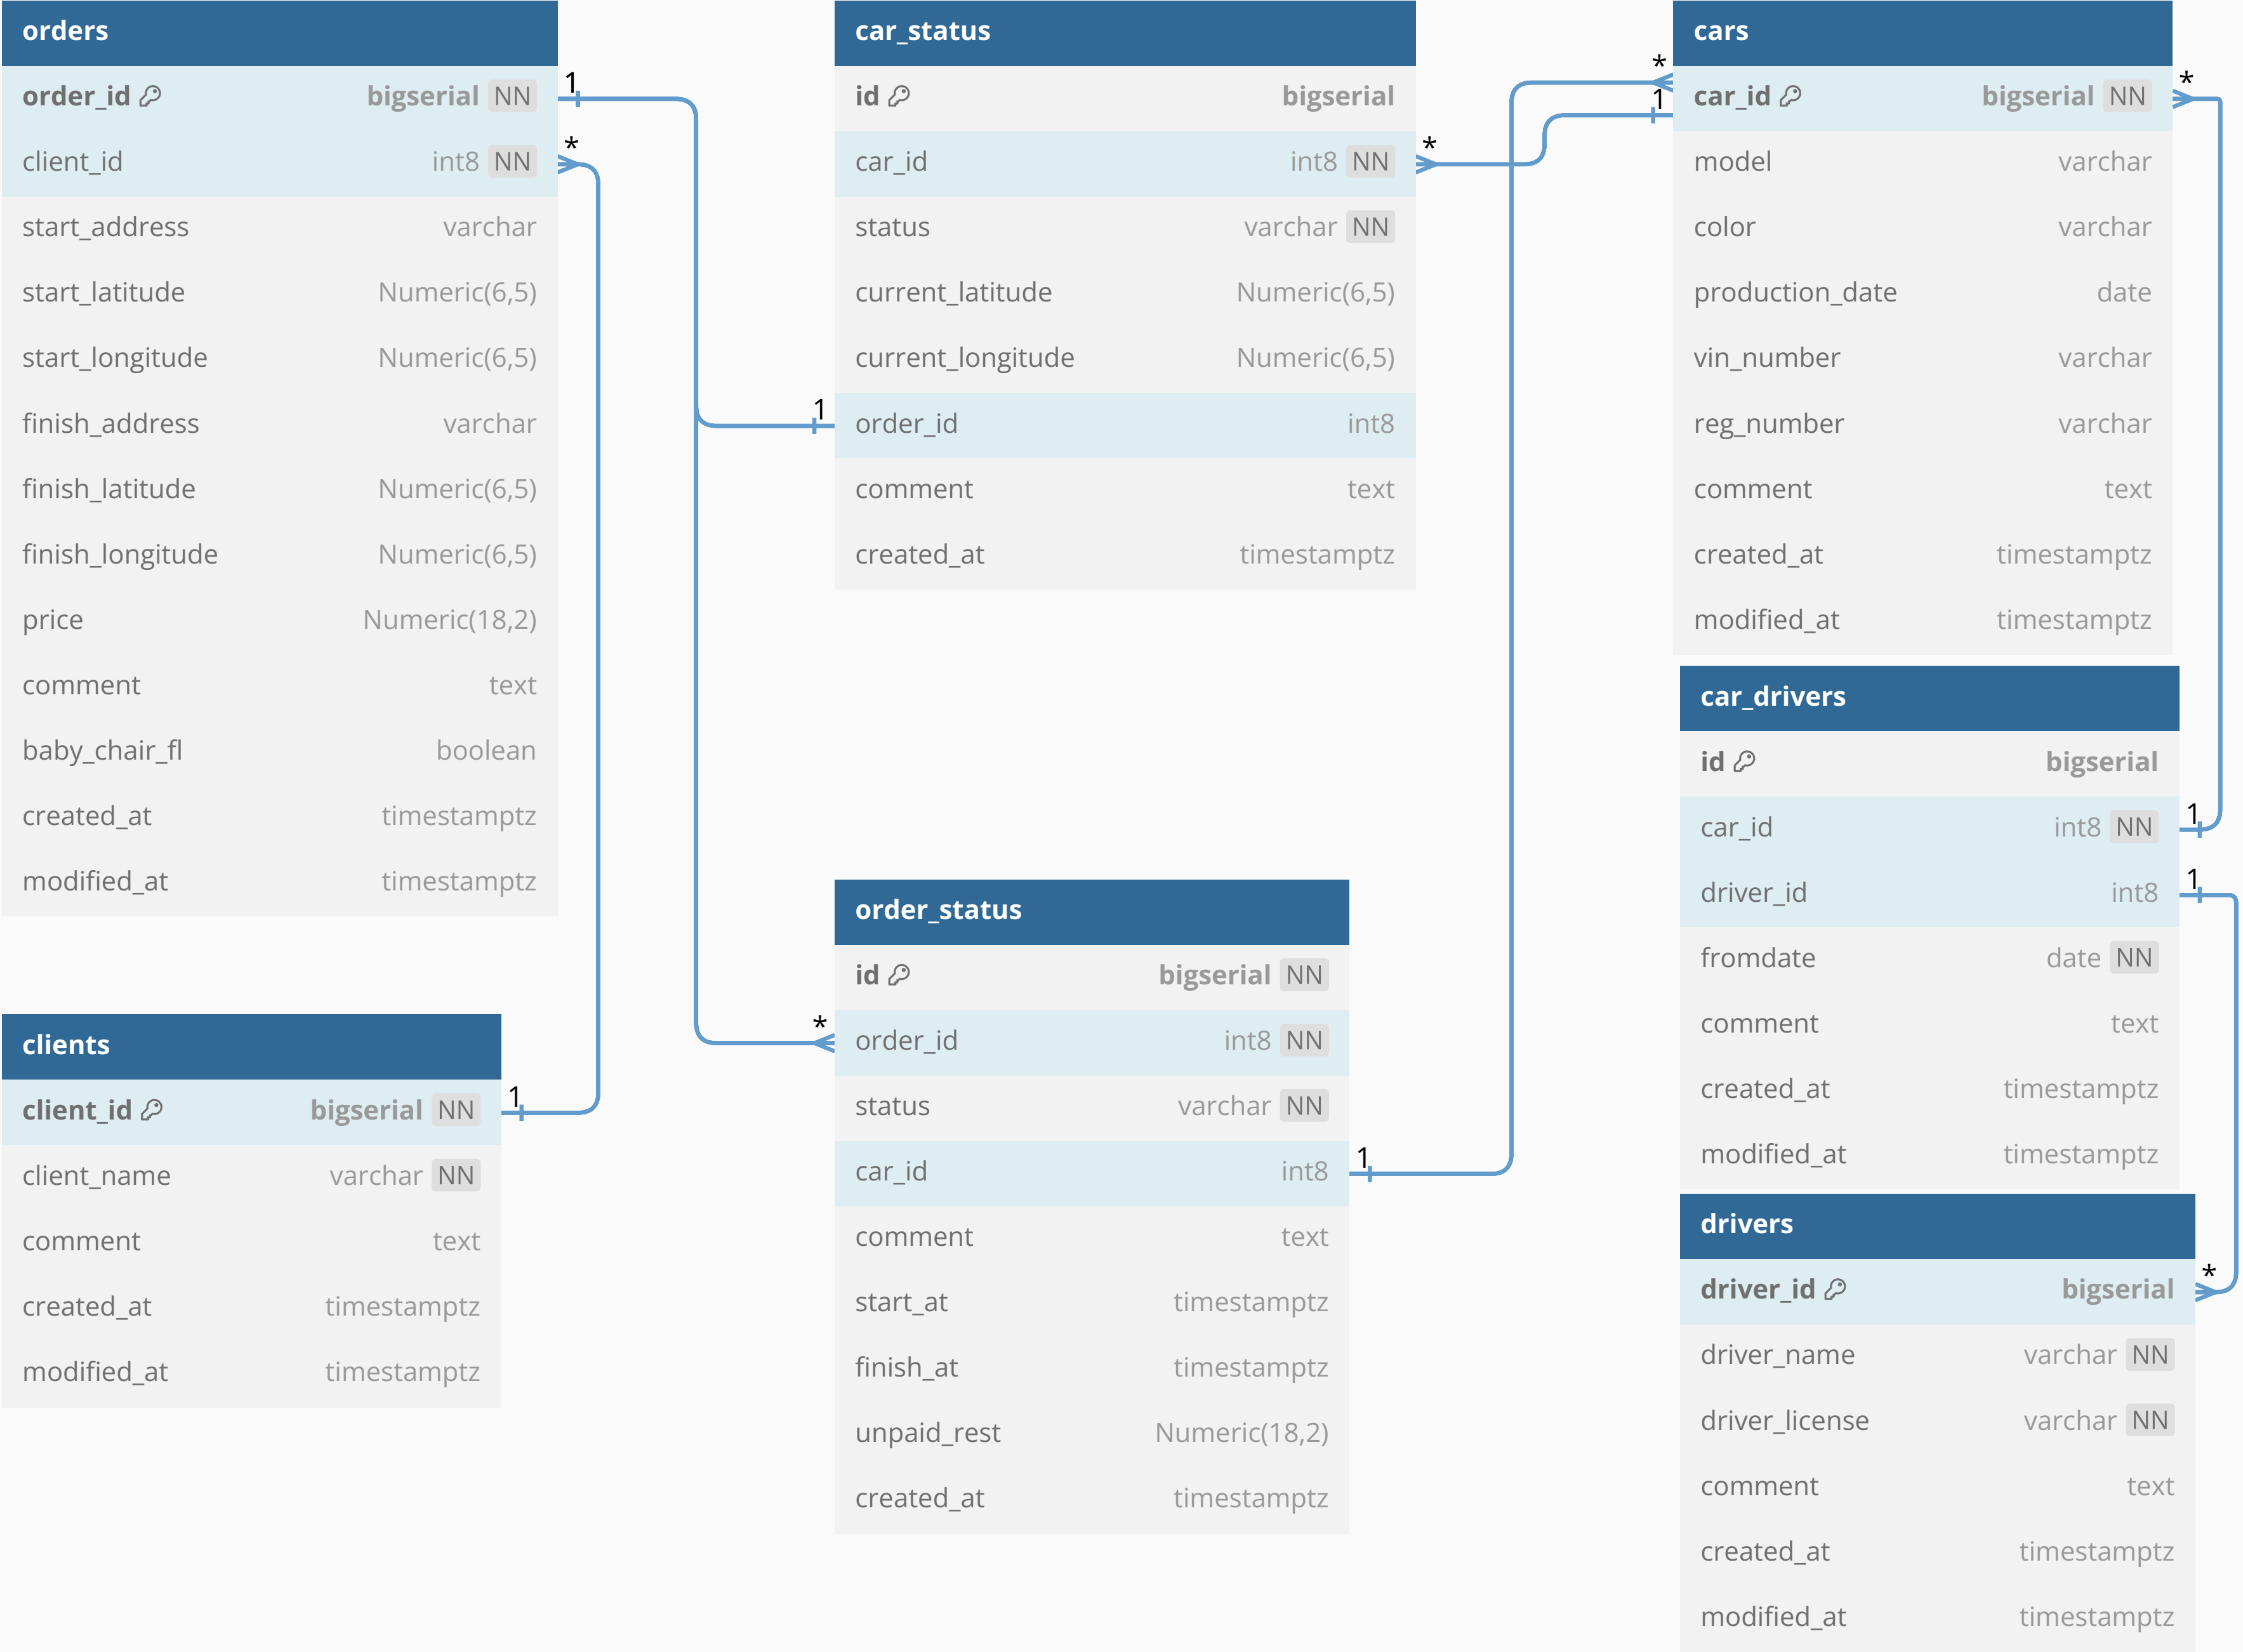 orders
order_id bigserial NN
client_id int8 NN
start_address varchar
start_latitude Numeric(6,5)
start_longitude Numeric(6,5)
finish_address varchar
finish_latitude Numeric(6,5)
finish_longitude Numeric(6,5)
price Numeric(18,2)
comment text
baby_chair_fl boolean
created_at timestamptz
modified_at timestamptz
1
*
clients
client_id bigserial NN
client_name varchar NN
comment text
created_at timestamptz
modified_at timestamptz
1
car_status
id bigserial
car_id int8 NN
status varchar NN
current_latitude Numeric(6,5)
current_longitude Numeric(6,5)
order_id int8
comment text
created_at timestamptz
*
1
order_status
id bigserial NN
order_id int8 NN
status varchar NN
car_id int8
comment text
start_at timestamptz
finish_at timestamptz
unpaid_rest Numeric(18,2)
created_at timestamptz
*
1
cars
car_id bigserial NN
model varchar
color varchar
production_date date
vin_number varchar
reg_number varchar
comment text
created_at timestamptz
modified_at timestamptz
*
1
*
car_drivers
id bigserial
car_id int8 NN
driver_id int8
fromdate date NN
comment text
created_at timestamptz
modified_at timestamptz
1
1
drivers
driver_id bigserial
driver_name varchar NN
driver_license varchar NN
comment text
created_at timestamptz
modified_at timestamptz
*